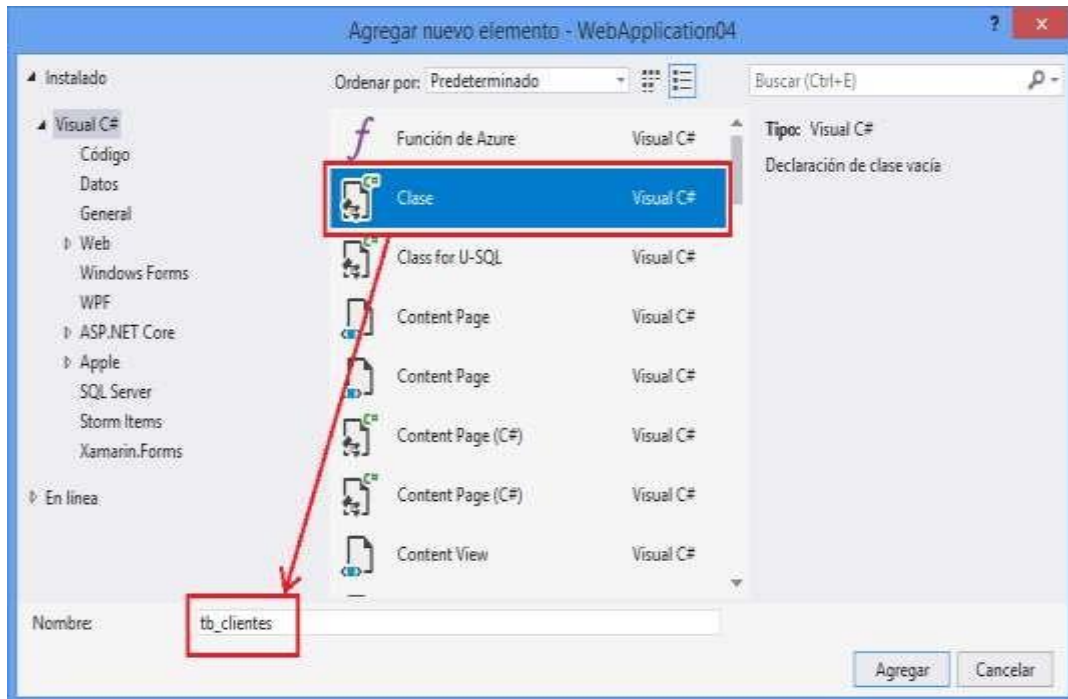 Agregar nuevo elemento - WebApplication04
?
Instalado
Ordenar por: Predeterminado
Buscar (Ctrl+E)
Visual C#
Código
Datos
General
Web
Windows Forms
WPF
ASP.NET Core
Apple
SQL Server
Storm Items
Xamarin.Forms
En línea
Función de Azure Visual C#
Clase Visual C#
Class for U-SQL Visual C#
Content Page Visual C#
Content Page Visual C#
Content Page (C#) Visual C#
Content Page (C#) Visual C#
Content View Visual C#
Tipo: Visual C#
Declaración de clase vacía
Nombre: tb_clientes
Agregar Cancelar